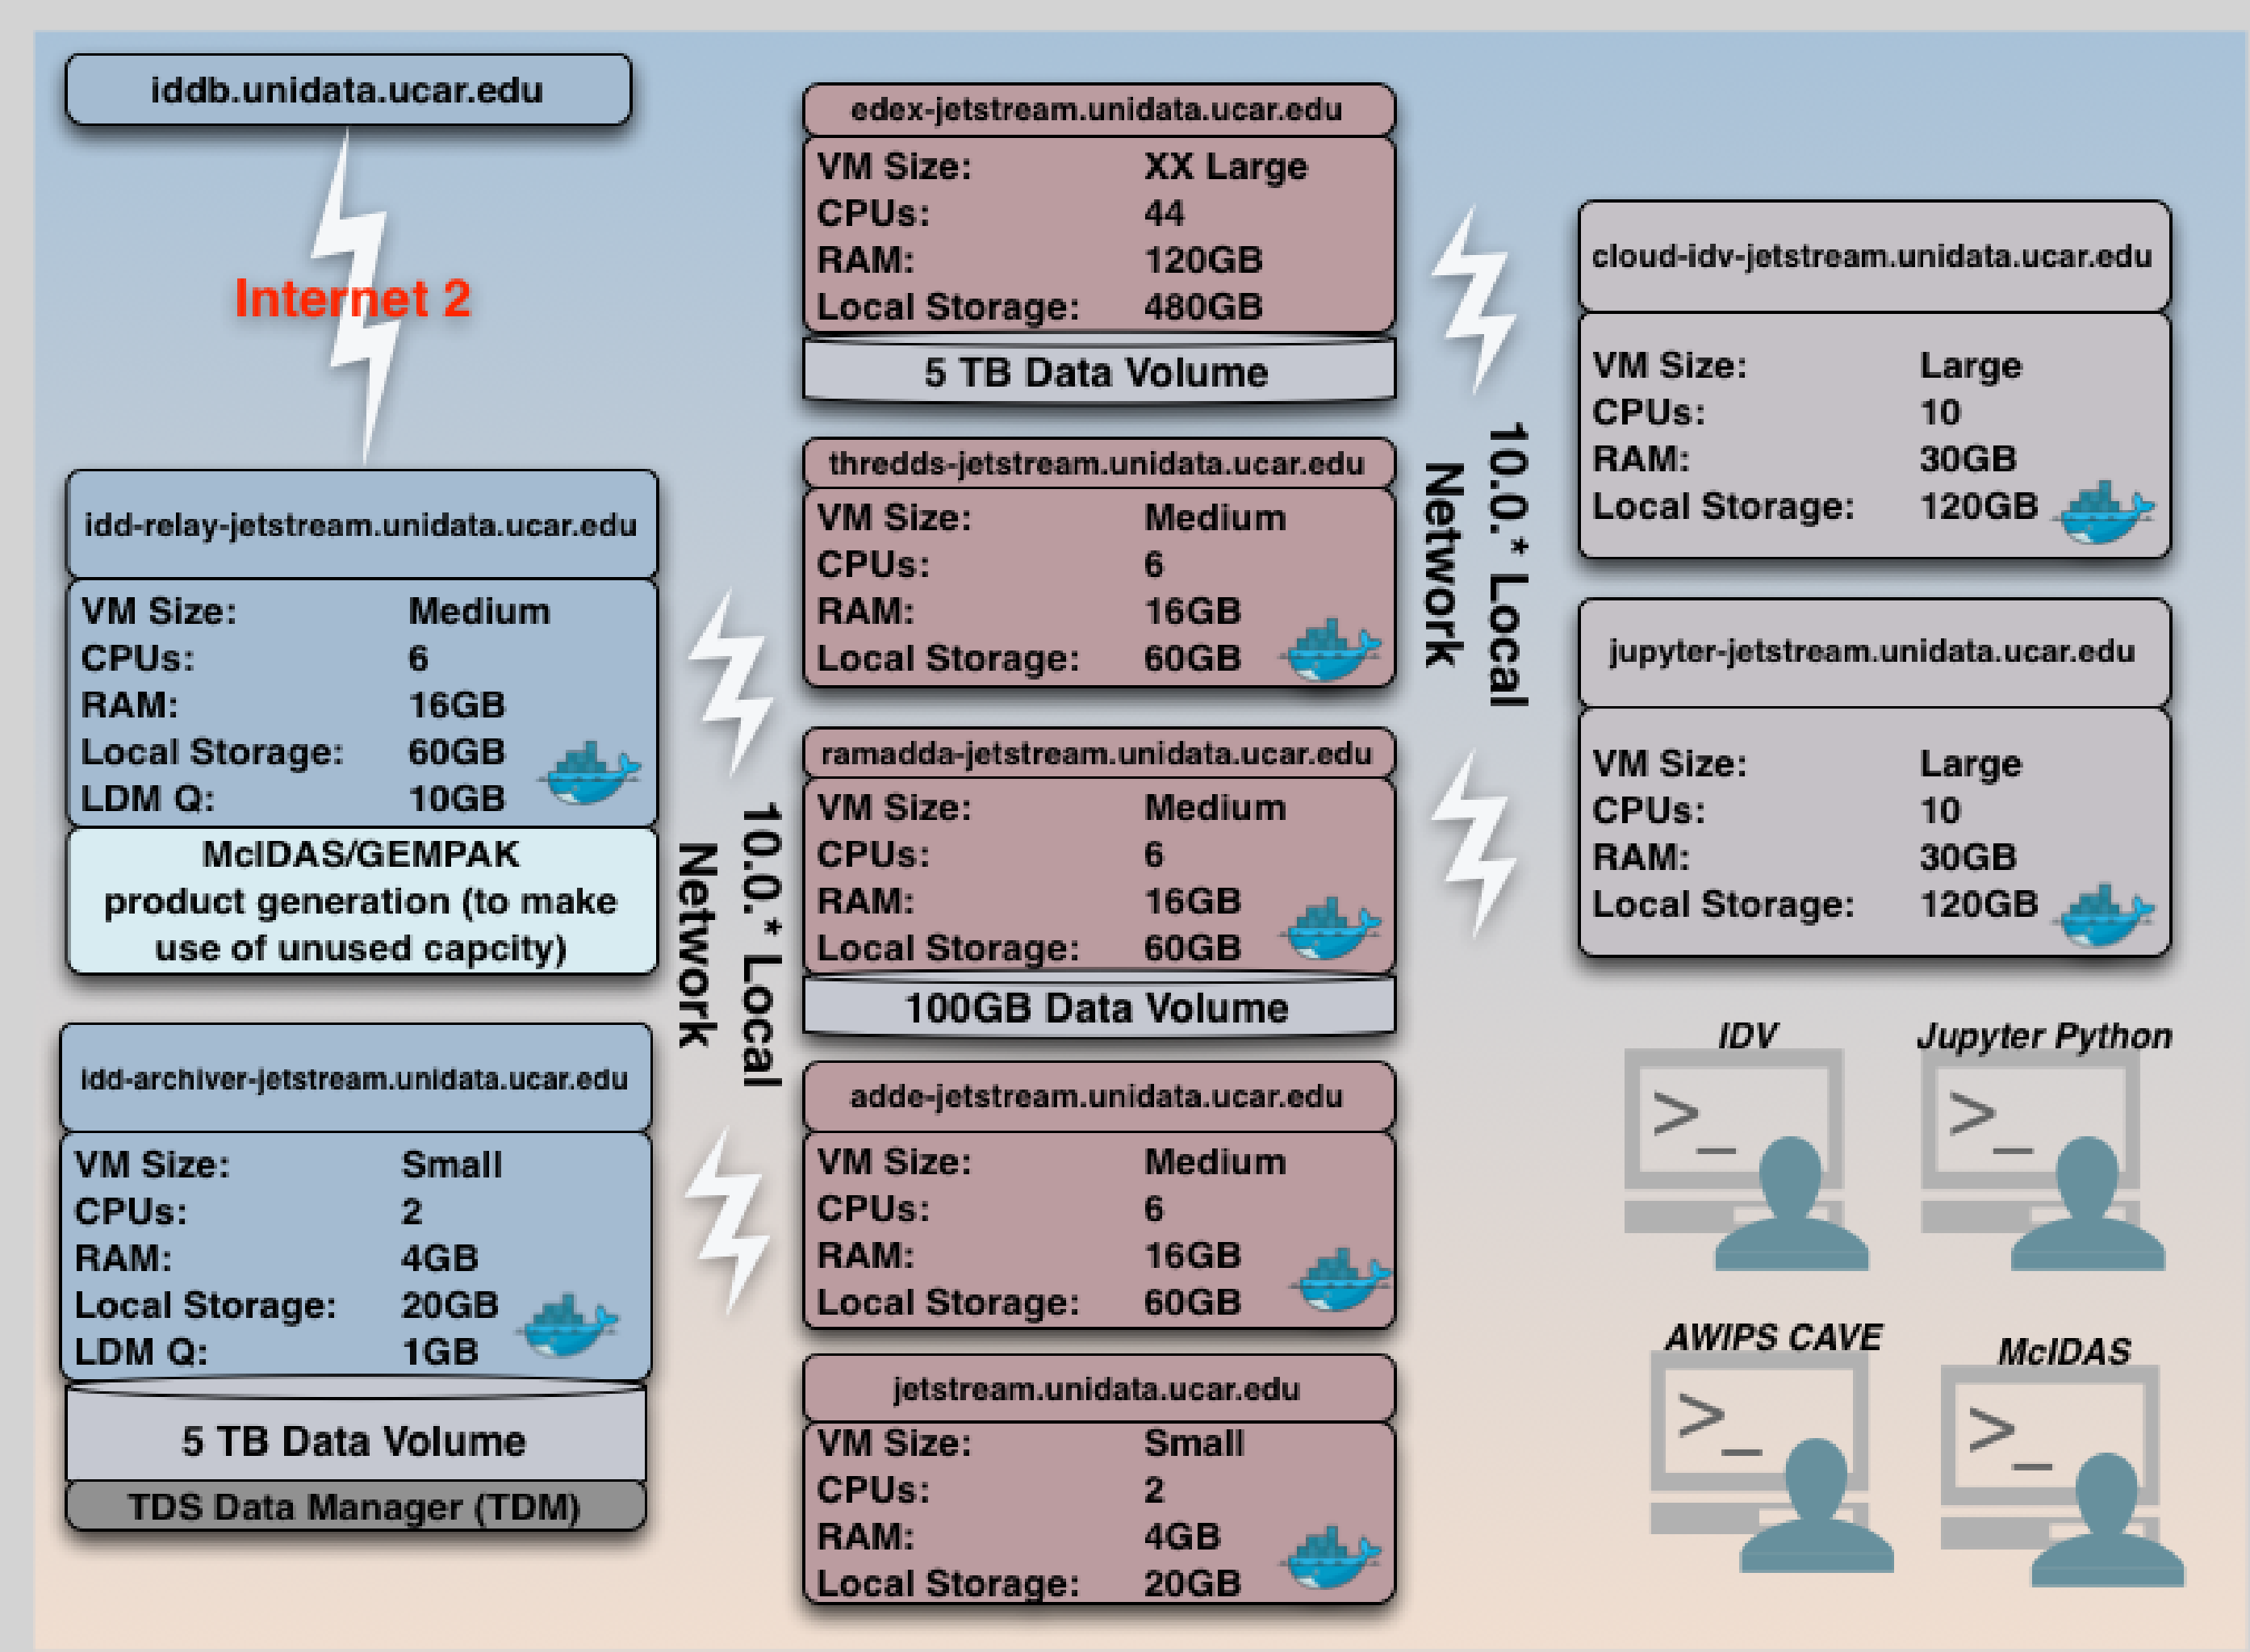 iddb.unidata.ucar.edu
Internet 2
idd-relay-jetstream.unidata.ucar.edu
VM Size: Medium
CPUs: 6
RAM: 16GB
Local Storage: 60GB
LDM Q: 10GB
McIDAS/GEMPAK
product generation (to make
use of unused capcity)
idd-archiver-jetstream.unidata.ucar.edu
VM Size: Small
CPUs: 2
RAM: 4GB
Local Storage: 20GB
LDM Q: 1GB
5 TB Data Volume
TDS Data Manager (TDM)
10.0.* Local
Network
edex-jetstream.unidata.ucar.edu
VM Size: XX Large
CPUs: 44
RAM: 120GB
Local Storage: 480GB
5 TB Data Volume
thredds-jetstream.unidata.ucar.edu
VM Size: Medium
CPUs: 6
RAM: 16GB
Local Storage: 60GB
ramadda-jetstream.unidata.ucar.edu
VM Size: Medium
CPUs: 6
RAM: 16GB
Local Storage: 60GB
100GB Data Volume
adde-jetstream.unidata.ucar.edu
VM Size: Medium
CPUs: 6
RAM: 16GB
Local Storage: 60GB
jetstream.unidata.ucar.edu
VM Size: Small
CPUs: 2
RAM: 4GB
Local Storage: 20GB
10.0.* Local
Network
cloud-idv-jetstream.unidata.ucar.edu
VM Size: Large
CPUs: 10
RAM: 30GB
Local Storage: 120GB
jupyter-jetstream.unidata.ucar.edu
VM Size: Large
CPUs: 10
RAM: 30GB
Local Storage: 120GB
IDV
>_
Jupyter Python
>_
AWIPS CAVE
>_
McIDAS
>_